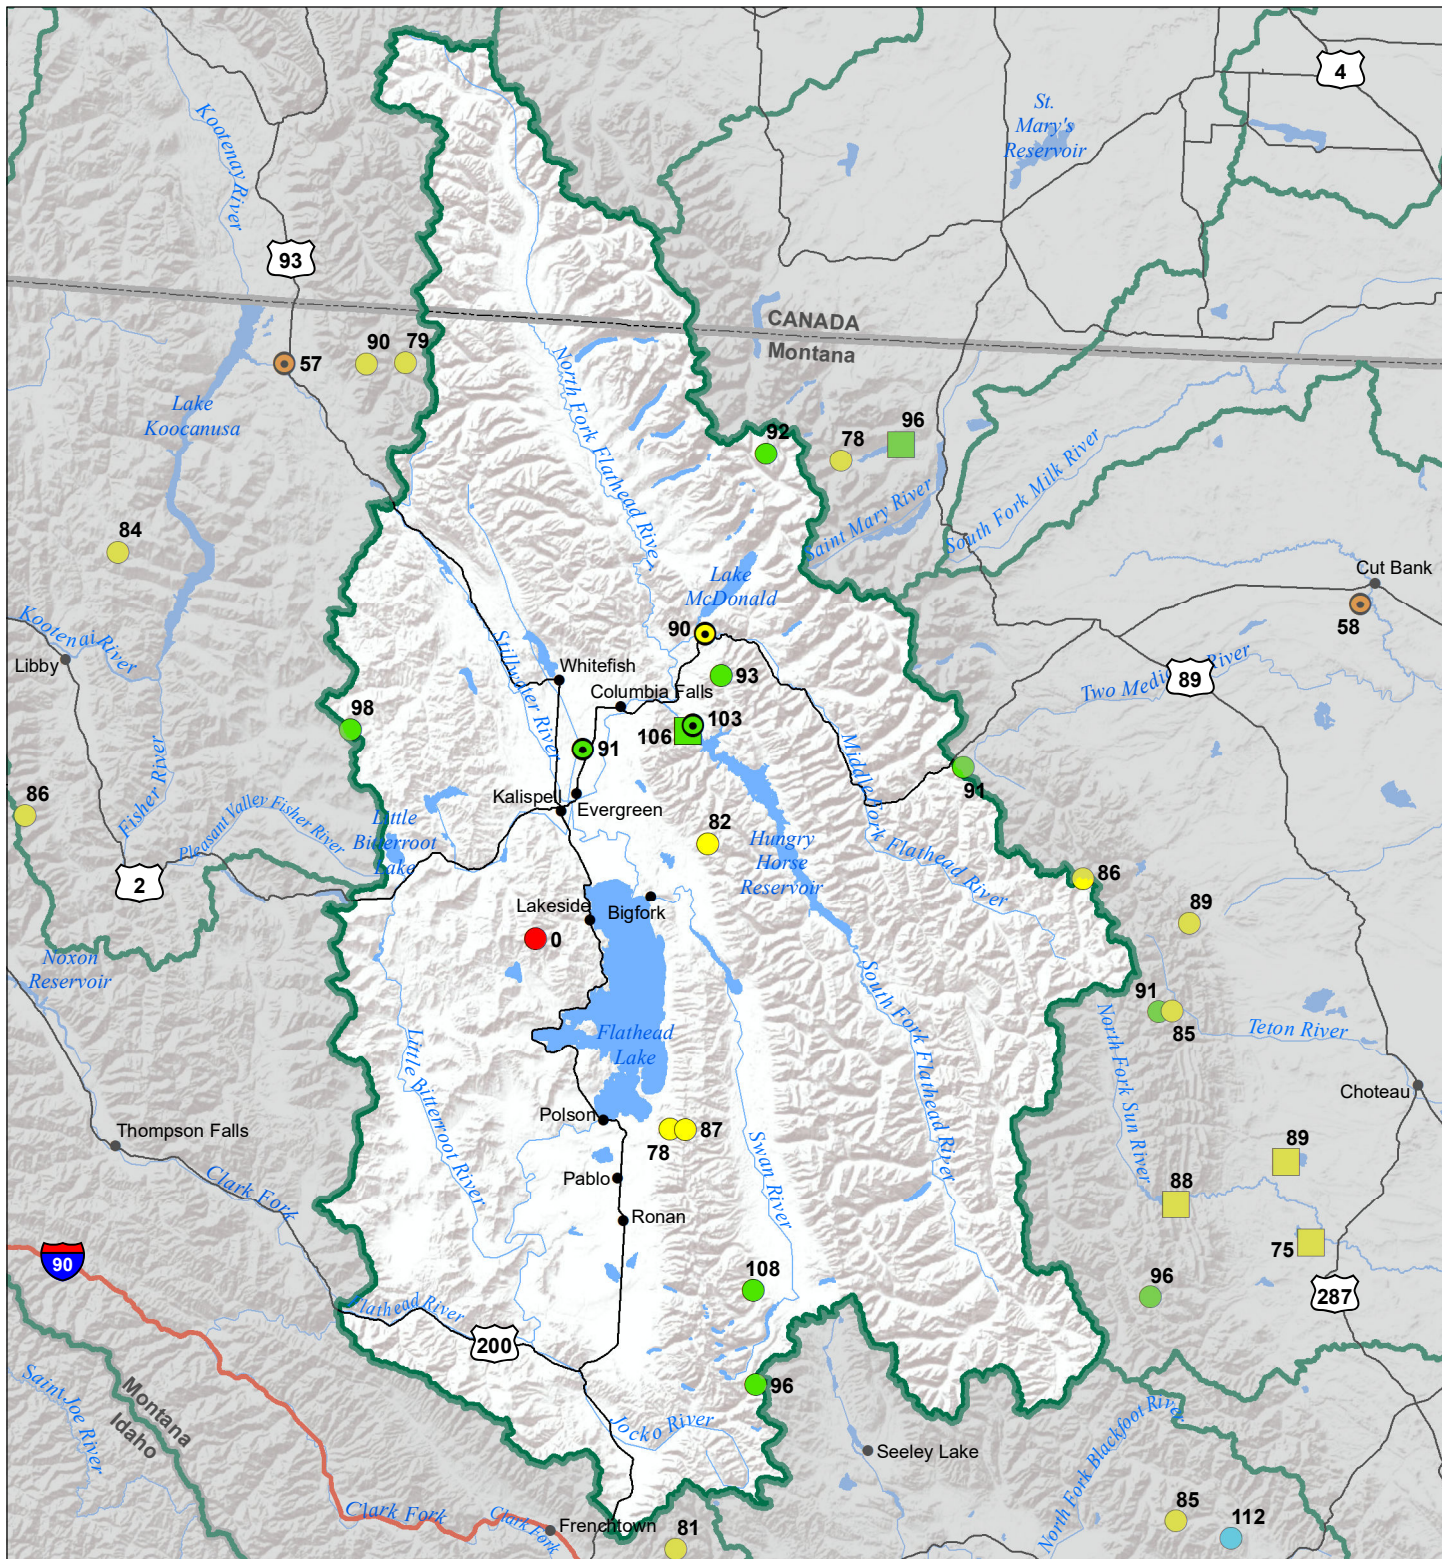 4
St.
Mary's
Reservoir
Kootenay River
93
CANADA
Montana
57
90
79
North Fork Flathead River
Lake
Koocanusa
92
78
96
Saint Mary River
South Fork Milk River
84
Cut Bank
58
Lake
McDonald
Kootenai River
Libby
90
Stillwater River
Whitefish
93
Columbia Falls
89
Two Medi River
98
103
106
91
Middle Fork Flathead River
91
Fisher River
86
Pleasant Valley Fisher River
Little
Bitterroot
Lake
Kalispell
Evergreen
82
Hungry
Horse
Reservoir
2
86
Lakeside
Bigfork
89
0
Noxon
Reservoir
South Fork Flathead River
91
85
Teton River
North Fork Sun River
Flathead
Lake
Little Bitterroot River
Choteau
Polson
78
87
Thompson Falls
Swan River
89
Clark Fork
Pablo
88
Ronan
75
90
108
96
287
Flathead River
200
Saint Joe River
Montana
Idaho
96
Jocko River
Seeley Lake
North Fork Blackfoot River
Clark Fork
Clark Fork
Frenchtown
81
85
112